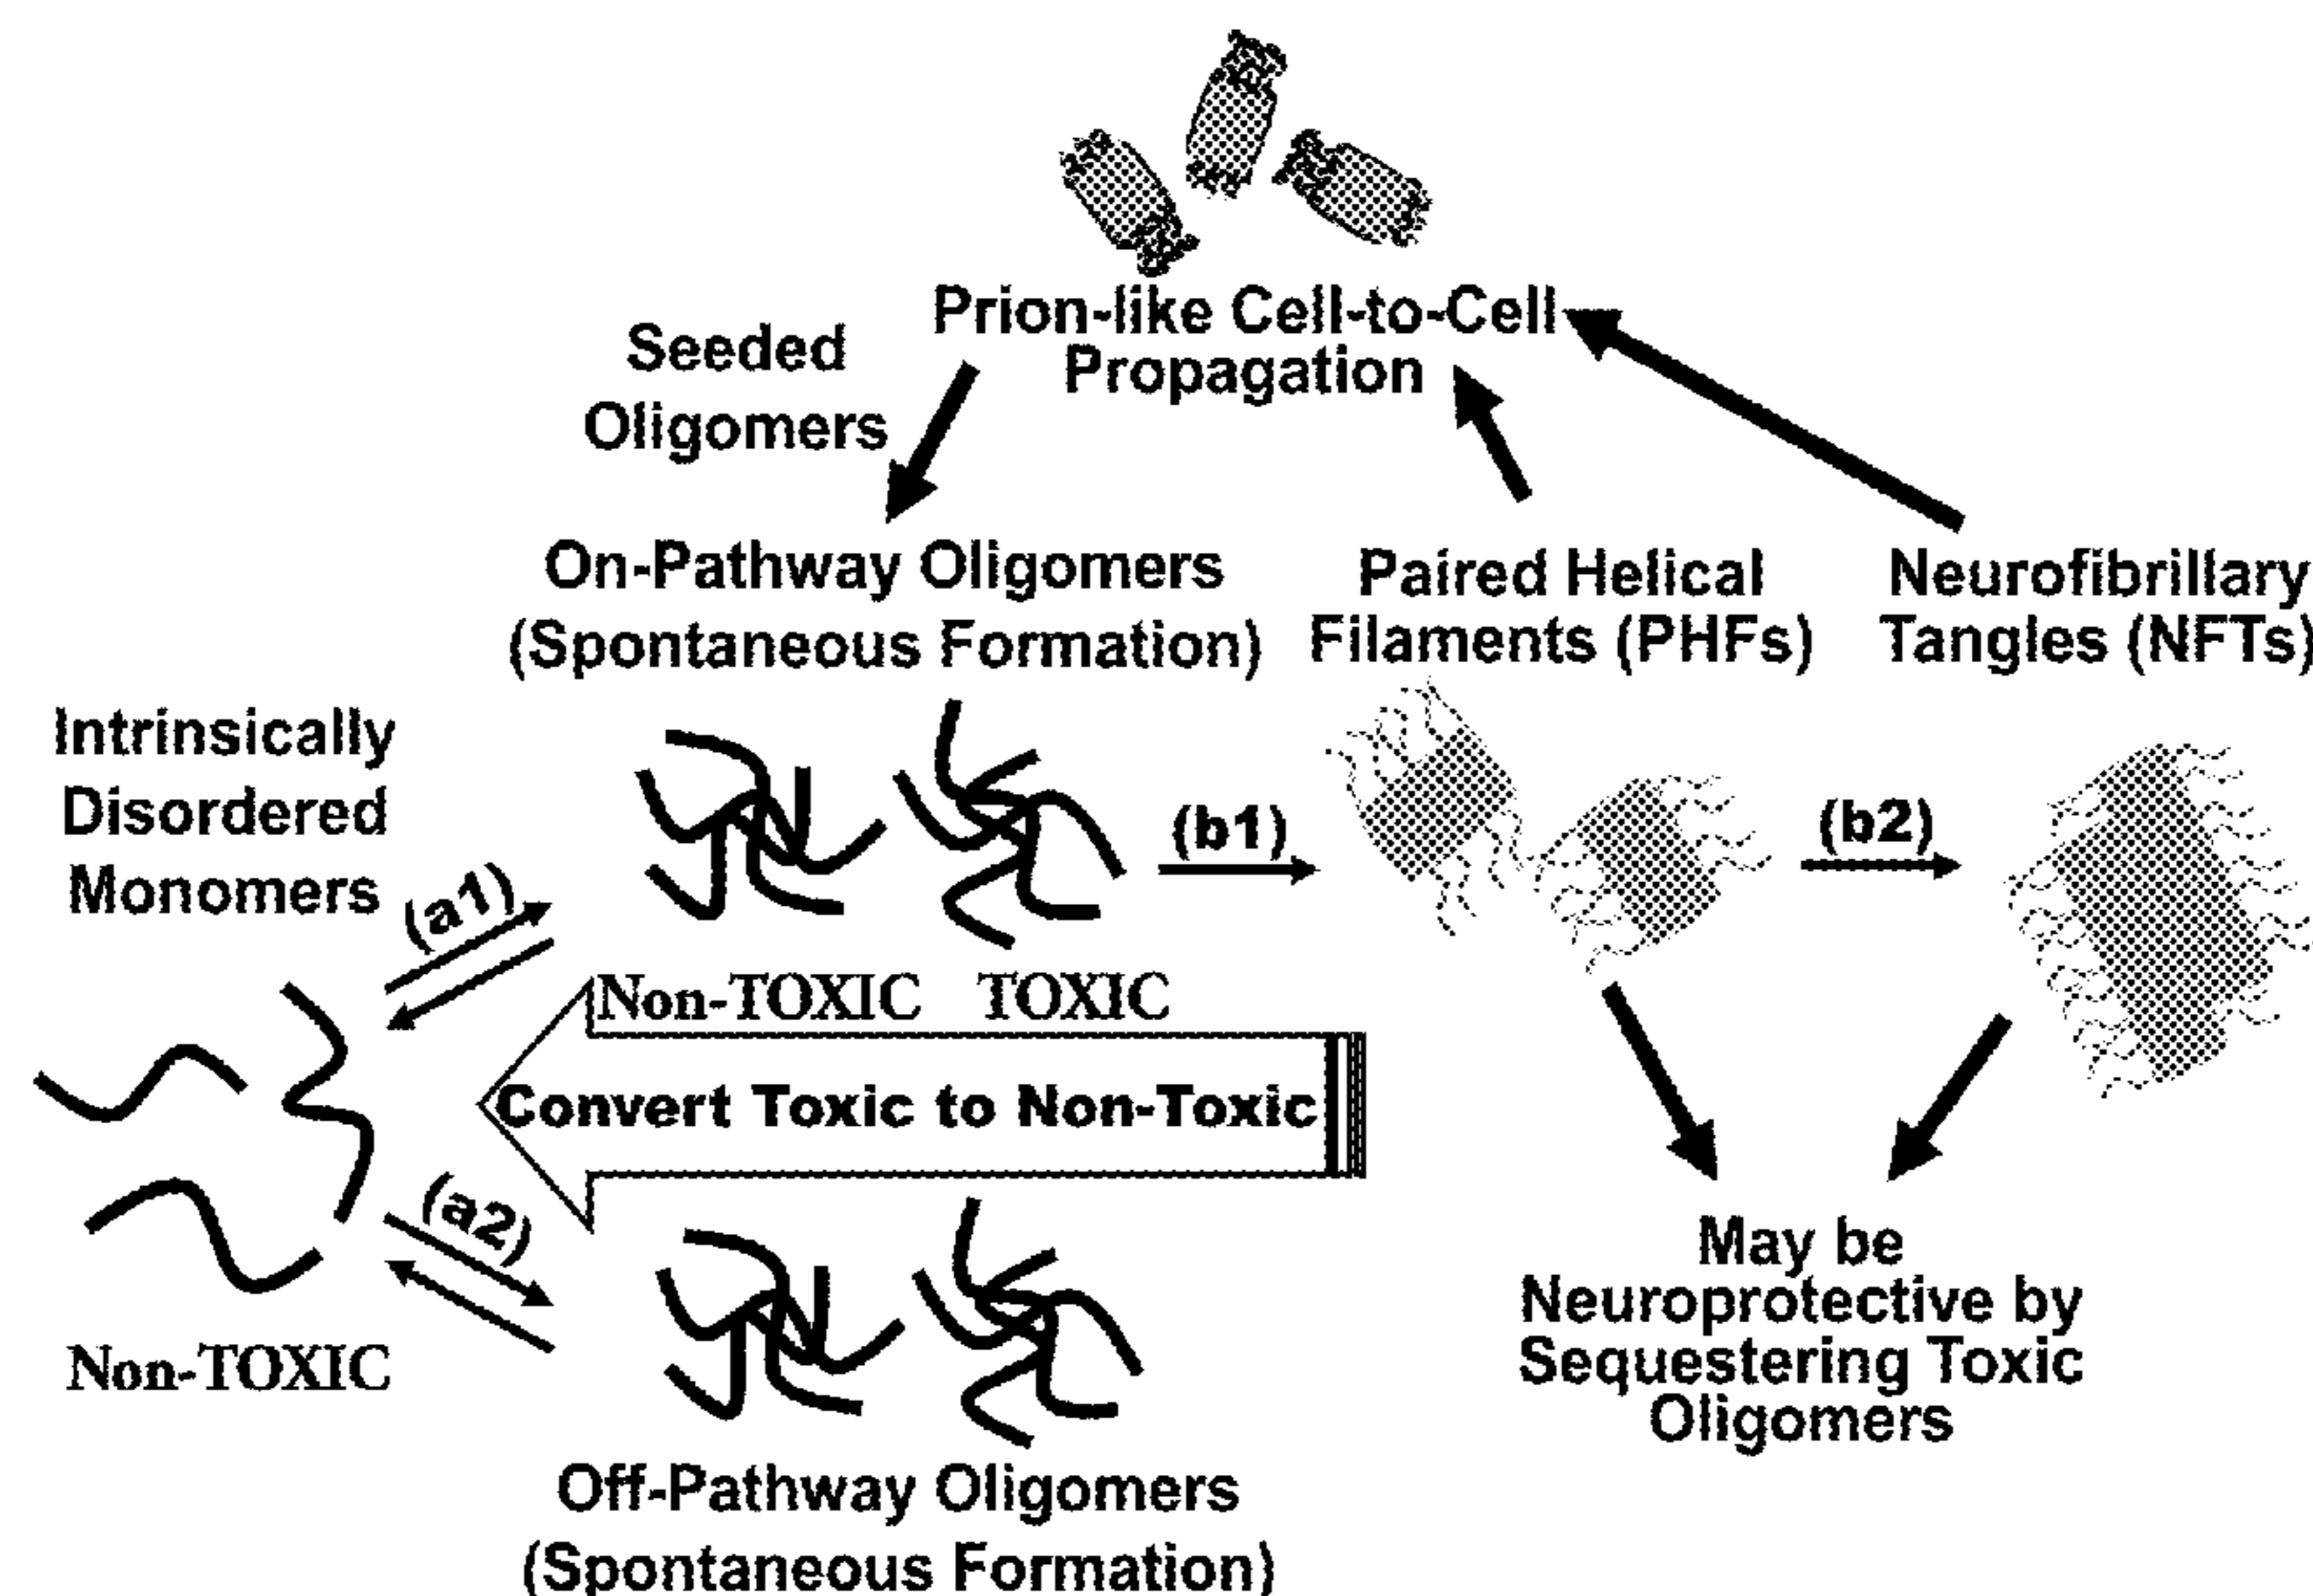 Prion-like Cell-to-Cell
Propagation
Seeded
Oligomers
On-Pathway Oligomers
(Spontaneous Formation)
Paired Helical
Filaments (PHFs)
Neurofibrillary
Tangles (NFTs)
Intrinsically
Disordered
Monomers
(a1)
(b1)
(b2)
Non-TOXIC TOXIC
Convert Toxic to Non-Toxic
(a2)
Non-TOXIC
May be
Neuroprotective by
Sequestering Toxic
Oligomers
Off-Pathway Oligomers
(Spontaneous Formation)